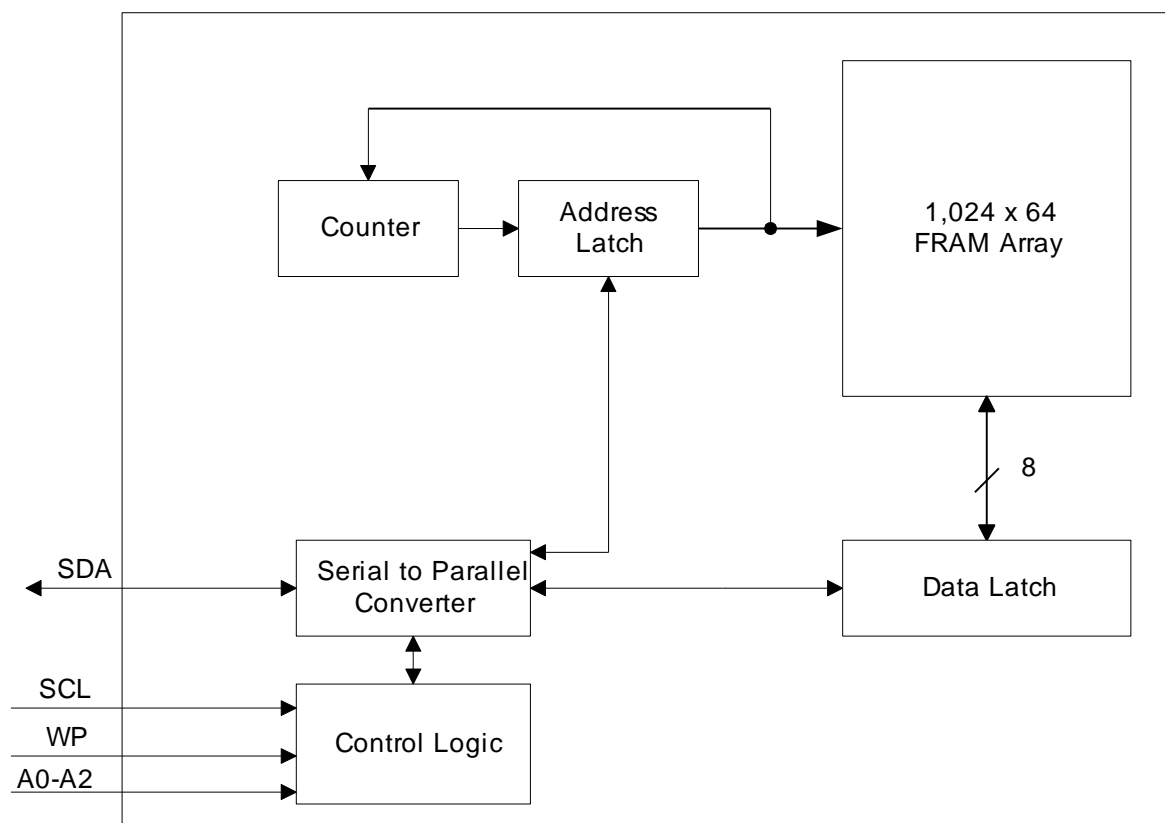 Counter
Address
Latch
1,024 x 64
FRAM Array
8
SDA
Serial to Parallel
Converter
Data Latch
SCL
WP
A0-A2
Control Logic